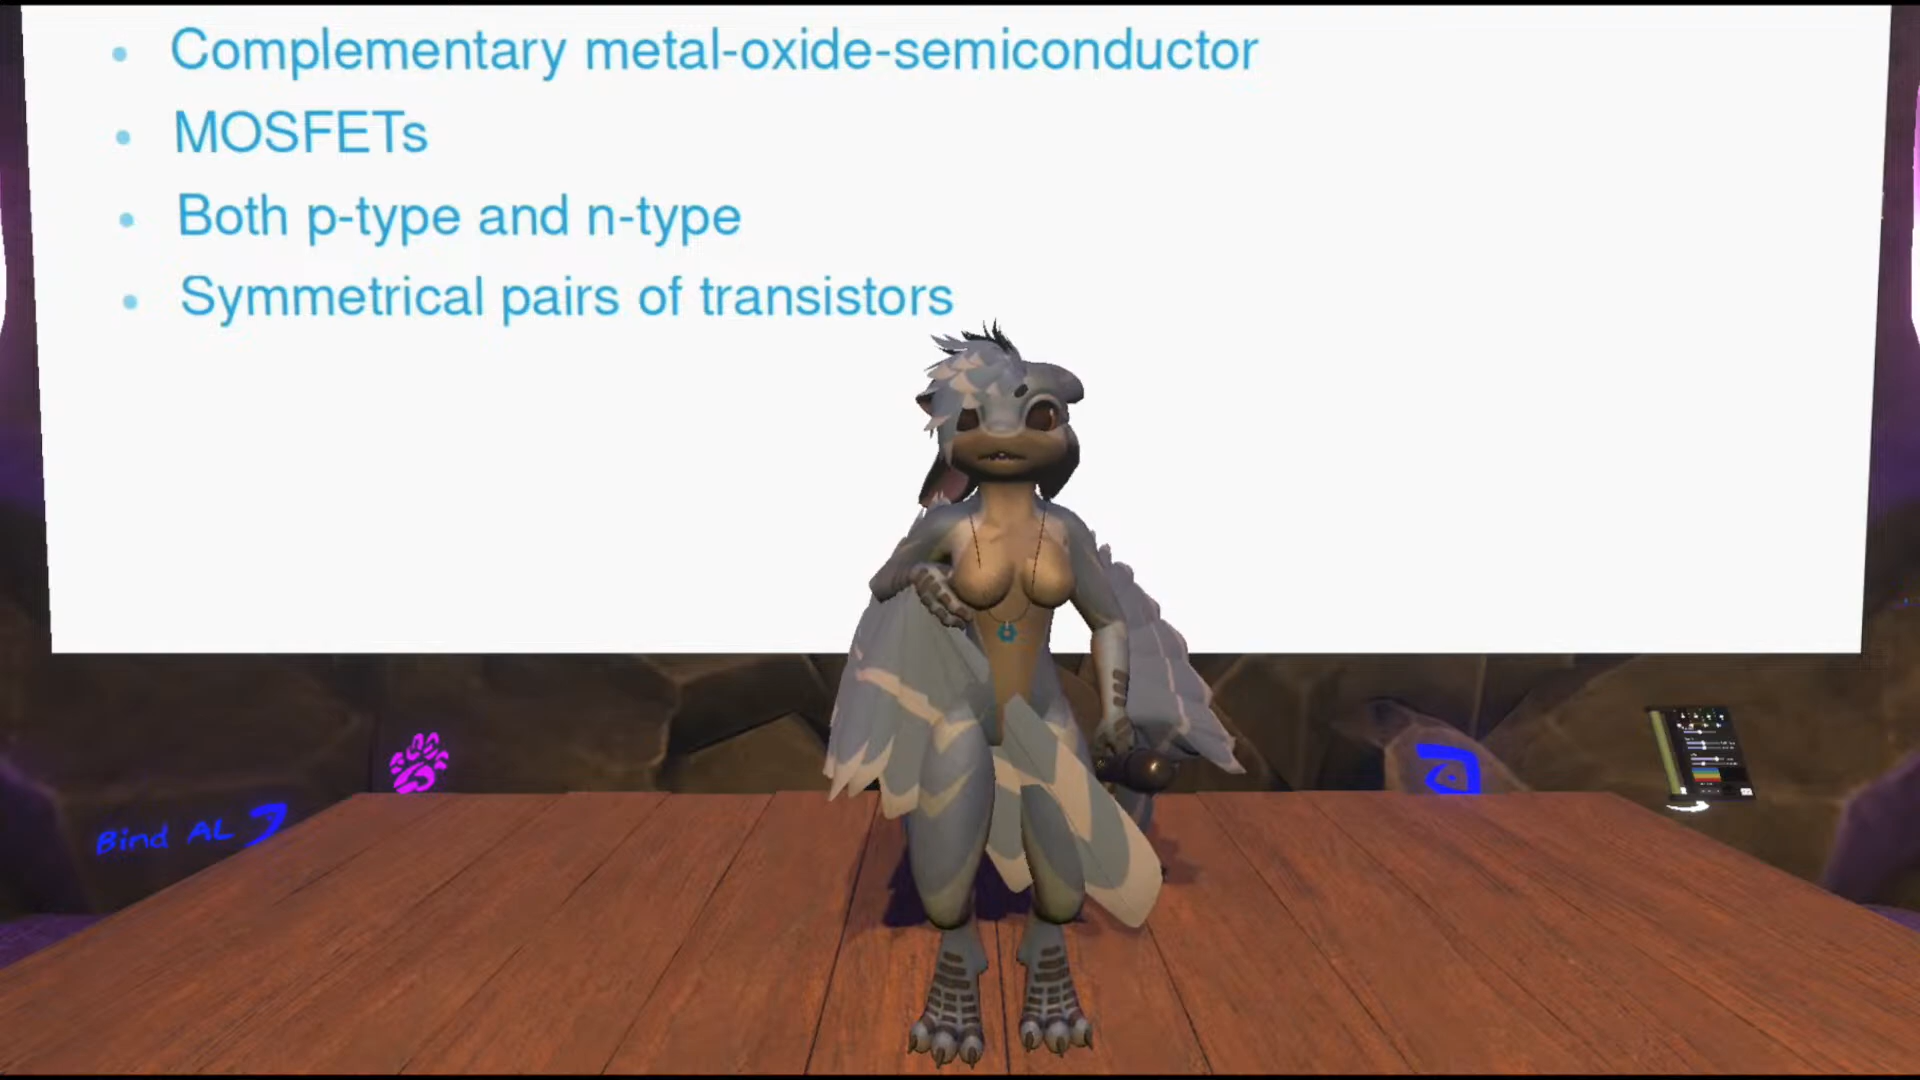 Complementary metal-oxide-semiconductor
MOSFETs
Both p-type and n-type
Symmetrical pairs of transistors
Bind AL